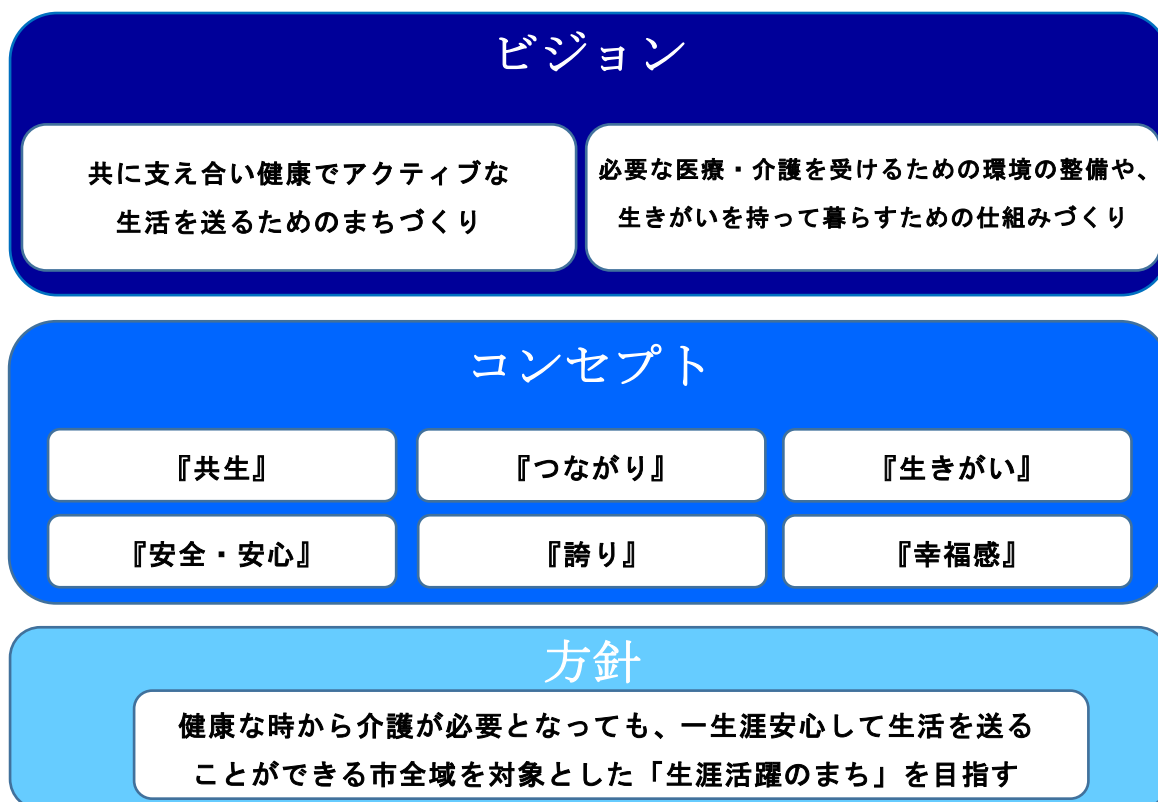 ビジョン
共に支え合い健康でアクティブな
生活を送るためのまちづくり
必要な医療・介護を受けるための環境の整備や、
生きがいを持って暮らすための仕組みづくり
コンセプト
『共生』
『つながり』
『生きがい』
『安全・安心』
『誇り』
『幸福感』
方針
健康な時から介護が必要となっても、一生涯安心して生活を送る
ことができる市全域を対象とした「生涯活躍のまち」を目指す